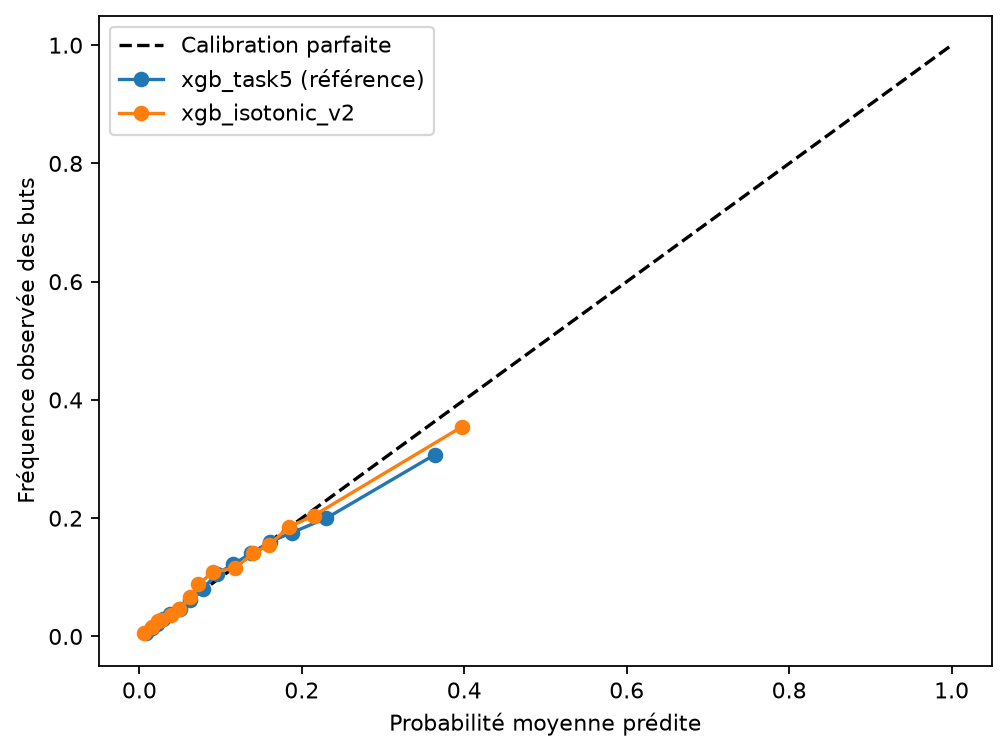 Calibration parfaite
xgb_task5 (référence)
xgb_isotonic_v2
Fréquence observée des buts
1.0
0.8
0.6
0.4
0.2
0.0
0.0 0.2 0.4 0.6 0.8 1.0
Probabilité moyenne prédite